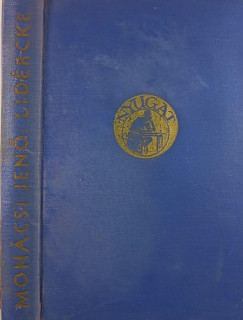 MOHÁCSI JENŐ: LIDÉRCKE
NYUGAT